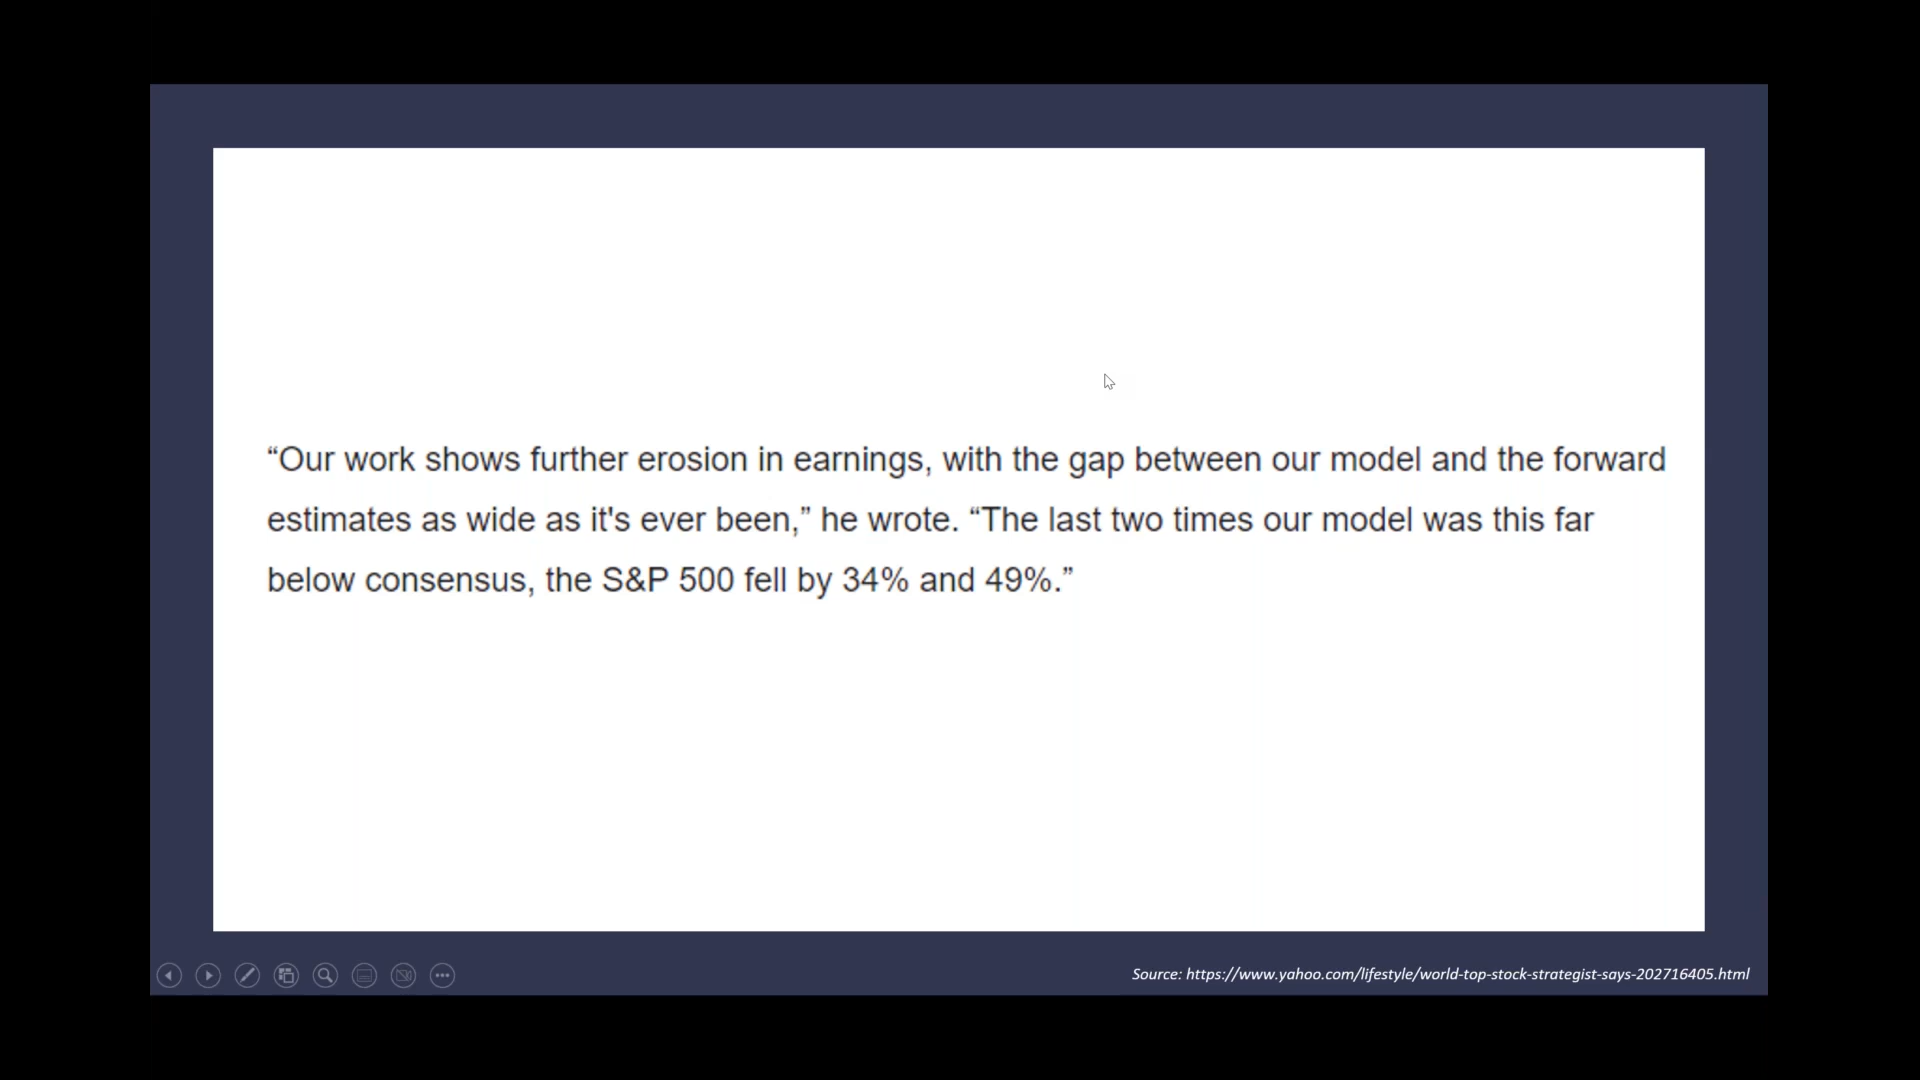 “Our work shows further erosion in earnings, with the gap between our model and the forward
estimates as wide as it's ever been,” he wrote. “The last two times our model was this far
below consensus, the S&P 500 fell by 34% and 49%.”
Source: https://www.yahoo.com/lifestyle/world-top-stock-strategist-says-202716405.html